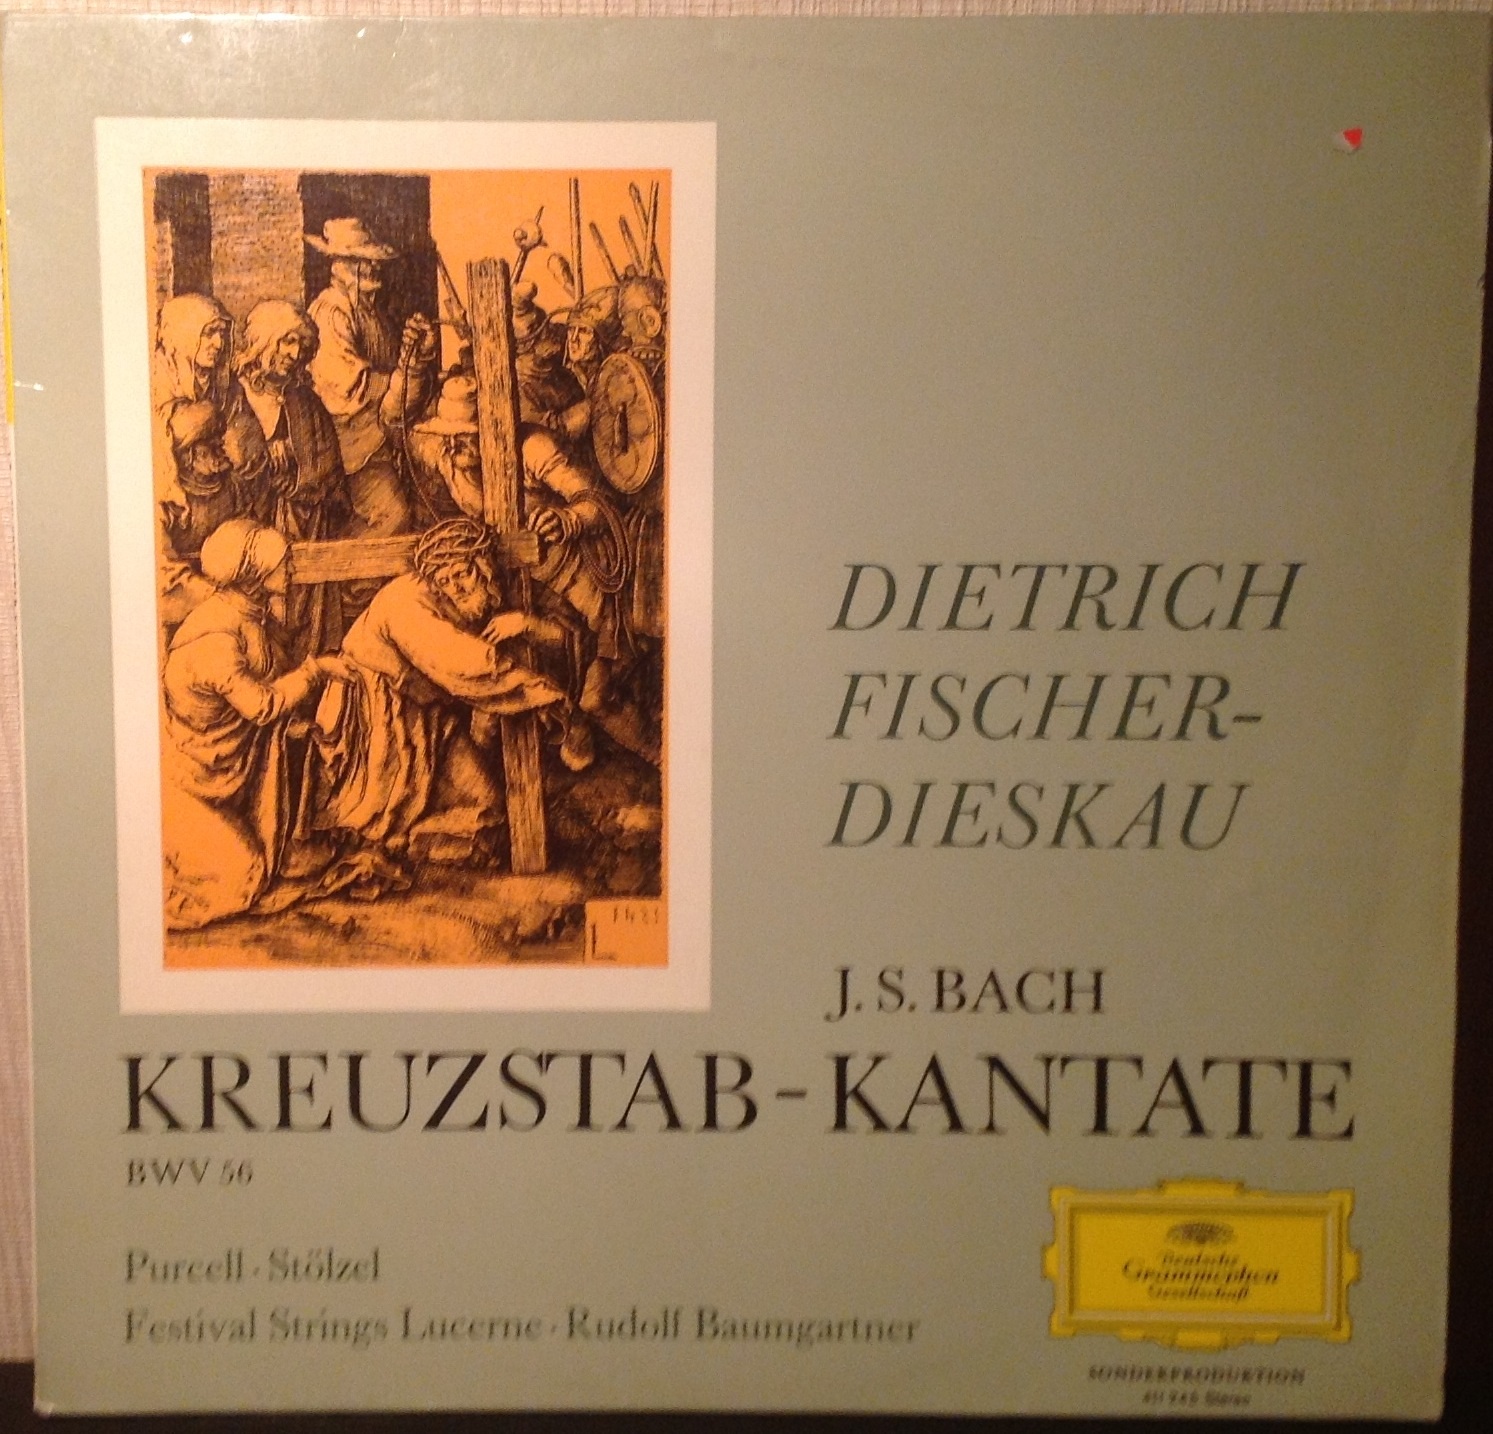 DIETRICH
FISCHER-
DIESKAU
J. S. BACH
KREUZSTAB-KANTATE
BWV 56
Purcell · Stölzel
Festival Strings Lucerne · Rudolf Baumgartner
Deutsche
Grammophon
Gesellschaft
SONDERPRODUKTION
Stereo